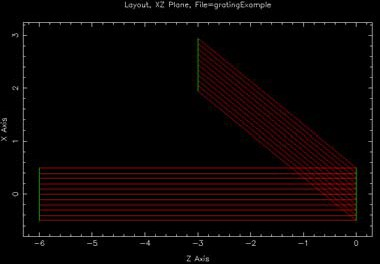 Layout, XZ Plane, File=gratingExample
3
2
1
0
X Axis
-6 -5 -4 -3 -2 -1 0
Z Axis